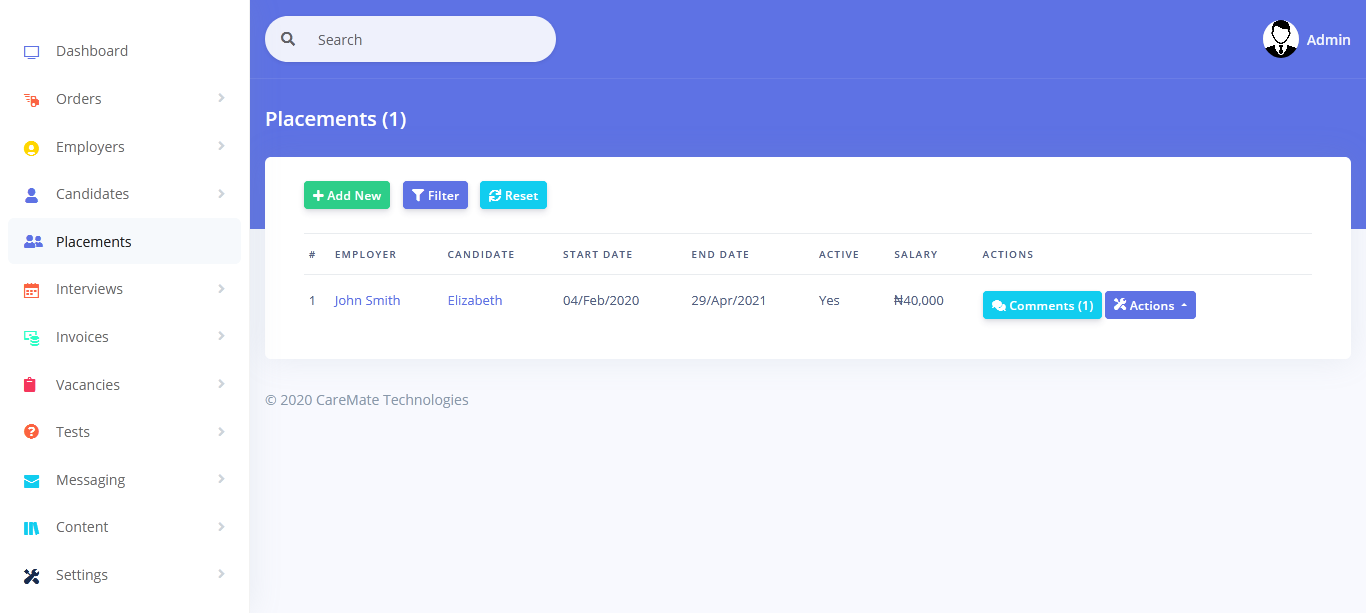 Search
Admin
Dashboard
Orders
Employers
Candidates
Placements
Interviews
Invoices
Vacancies
Tests
Messaging
Content
Settings
Placements (1)
Add New Filter Reset
# EMPLOYER CANDIDATE START DATE END DATE ACTIVE SALARY ACTIONS
1 John Smith Elizabeth 04/Feb/2020 29/Apr/2021 Yes ₦40,000 Comments (1) Actions
© 2020 CareMate Technologies